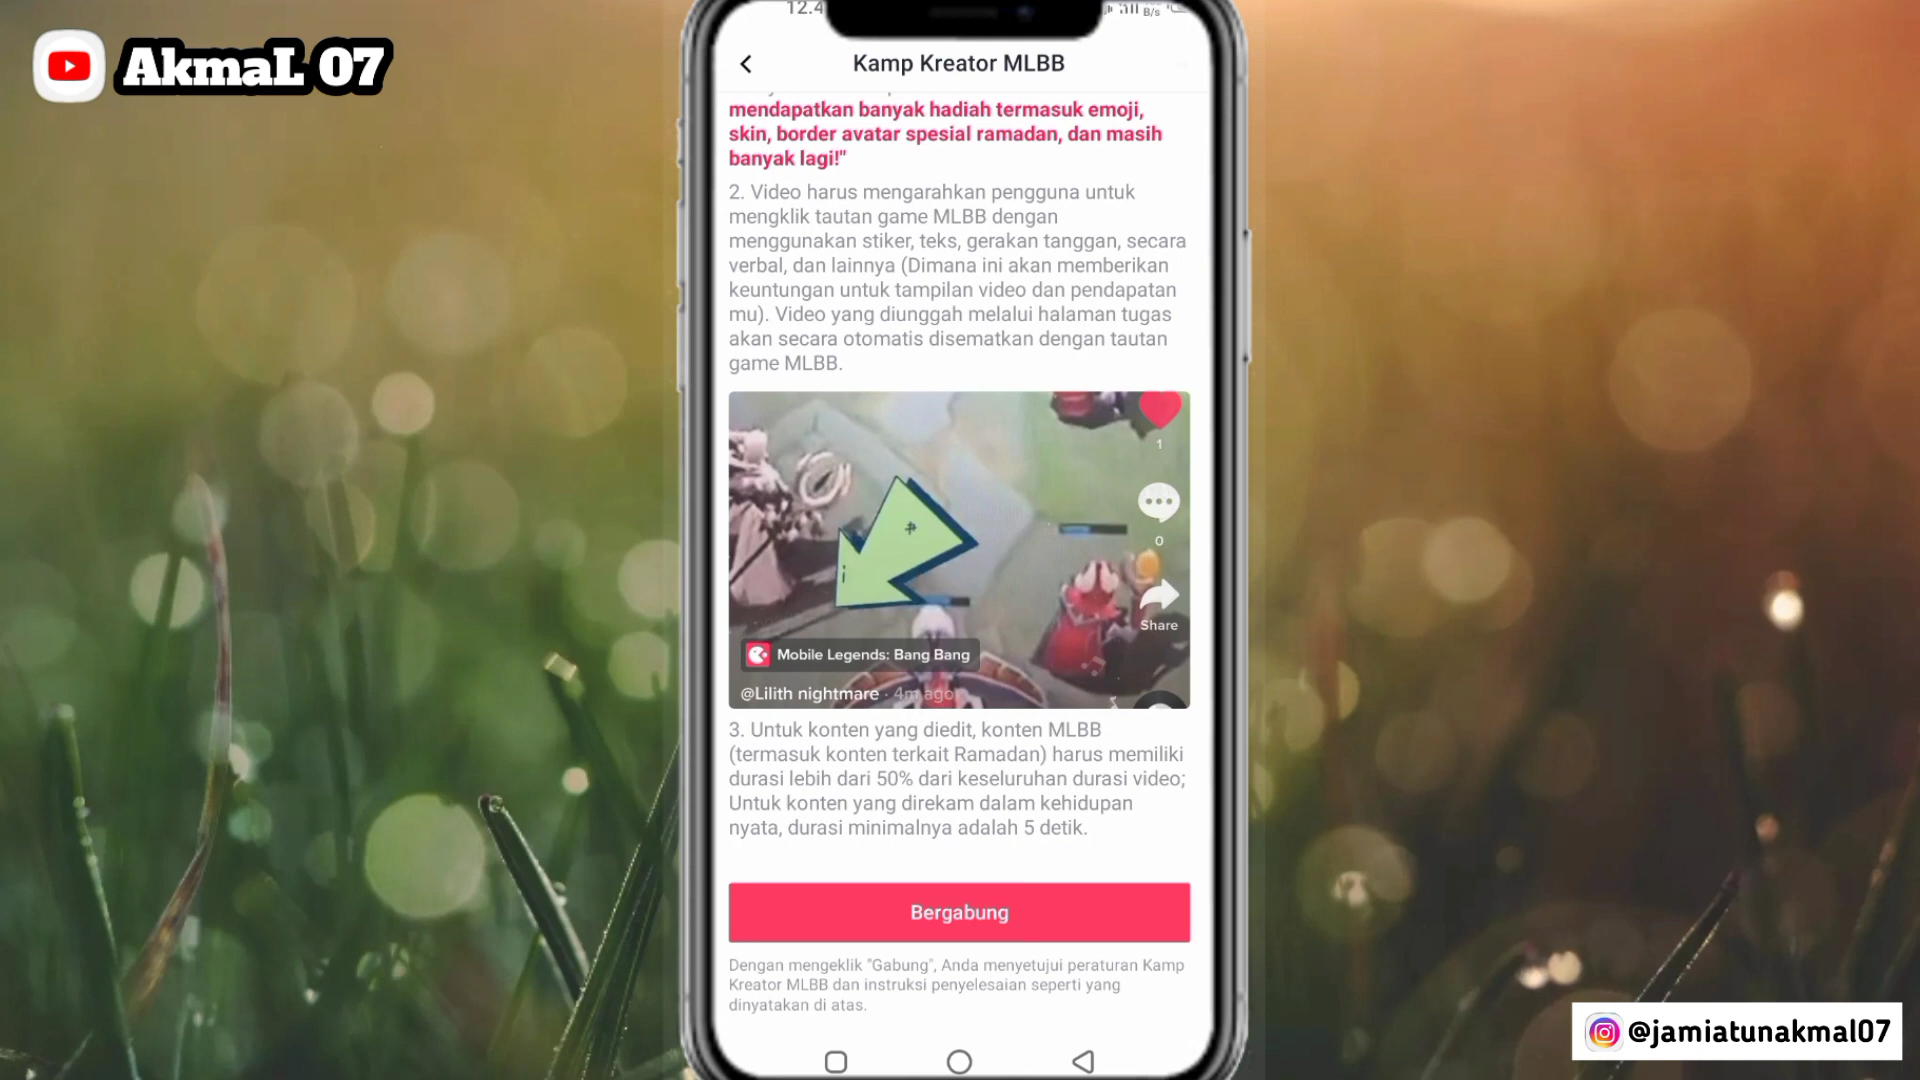 AkmaL 07
12.4
B/s
Kamp Kreator MLBB
mendapatkan banyak hadiah termasuk emoji,
skin, border avatar spesial ramadan, dan masih
banyak lagi!"
2. Video harus mengarahkan pengguna untuk
mengklik tautan game MLBB dengan
menggunakan stiker, teks, gerakan tanggan, secara
verbal, dan lainnya (Dimana ini akan memberikan
keuntungan untuk tampilan video dan pendapatan
mu). Video yang diunggah melalui halaman tugas
akan secara otomatis disematkan dengan tautan
game MLBB.
1
0
Share
Mobile Legends: Bang Bang
@Lilith nightmare · 4m ago
3. Untuk konten yang diedit, konten MLBB
(termasuk konten terkait Ramadan) harus memiliki
durasi lebih dari 50% dari keseluruhan durasi video;
Untuk konten yang direkam dalam kehidupan
nyata, durasi minimalnya adalah 5 detik.
Bergabung
Dengan mengeklik "Gabung", Anda menyetujui peraturan Kamp
Kreator MLBB dan instruksi penyelesaian seperti yang
dinyatakan di atas.
@jamiatunakmal07